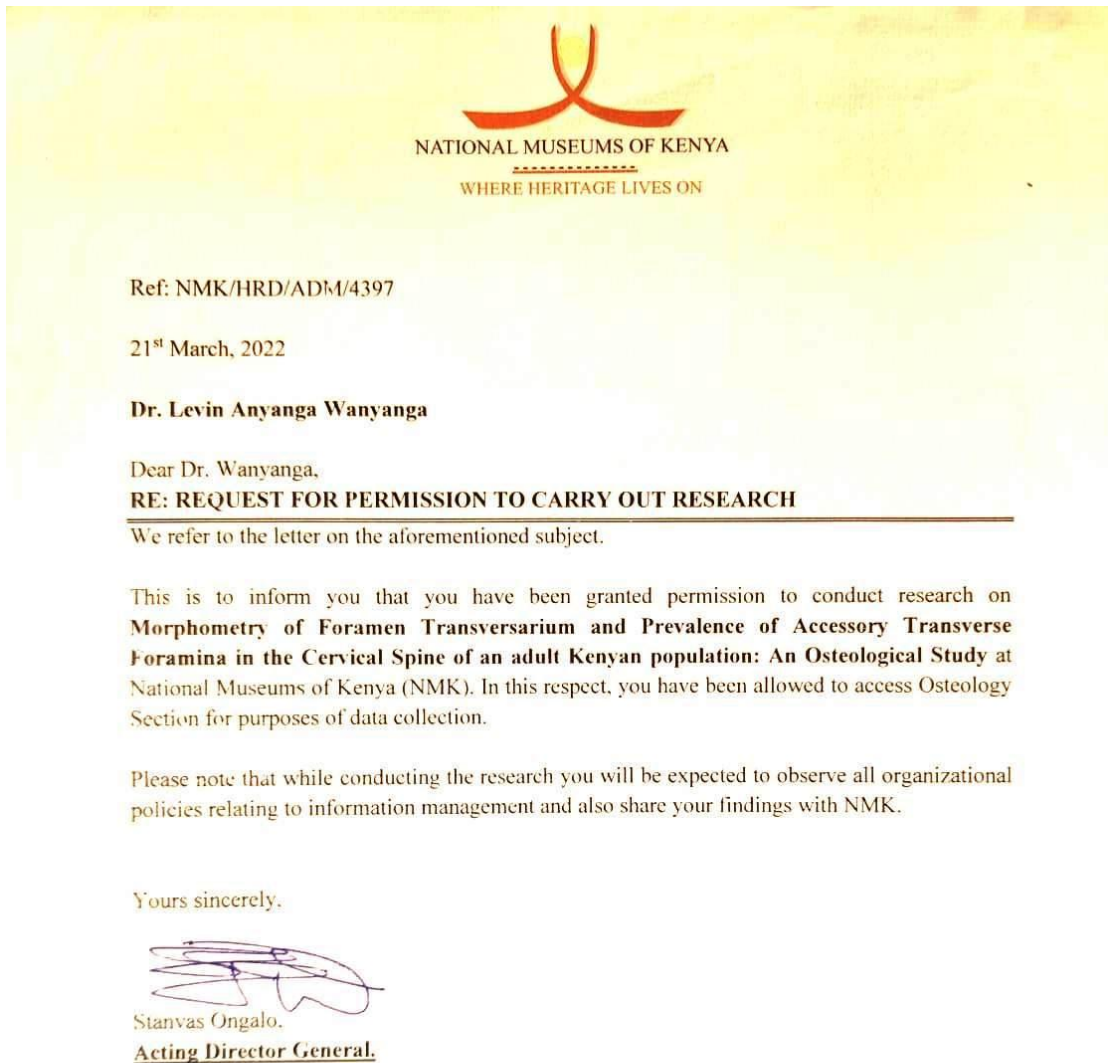 NATIONAL MUSEUMS OF KENYA
WHERE HERITAGE LIVES ON
Ref: NMK/HRD/ADM/4397
21st March, 2022
Dr. Levin Anyanga Wanyanga
Dear Dr. Wanyanga,
RE: REQUEST FOR PERMISSION TO CARRY OUT RESEARCH
We refer to the letter on the aforementioned subject.
This is to inform you that you have been granted permission to conduct research on
Morphometry of Foramen Transversarium and Prevalence of Accessory Transverse
Foramina in the Cervical Spine of an adult Kenyan population: An Osteological Study at
National Museums of Kenya (NMK). In this respect, you have been allowed to access Osteology
Section for purposes of data collection.
Please note that while conducting the research you will be expected to observe all organizational
policies relating to information management and also share your findings with NMK.
Yours sincerely.
Stanvas Ongalo.
Acting Director General.